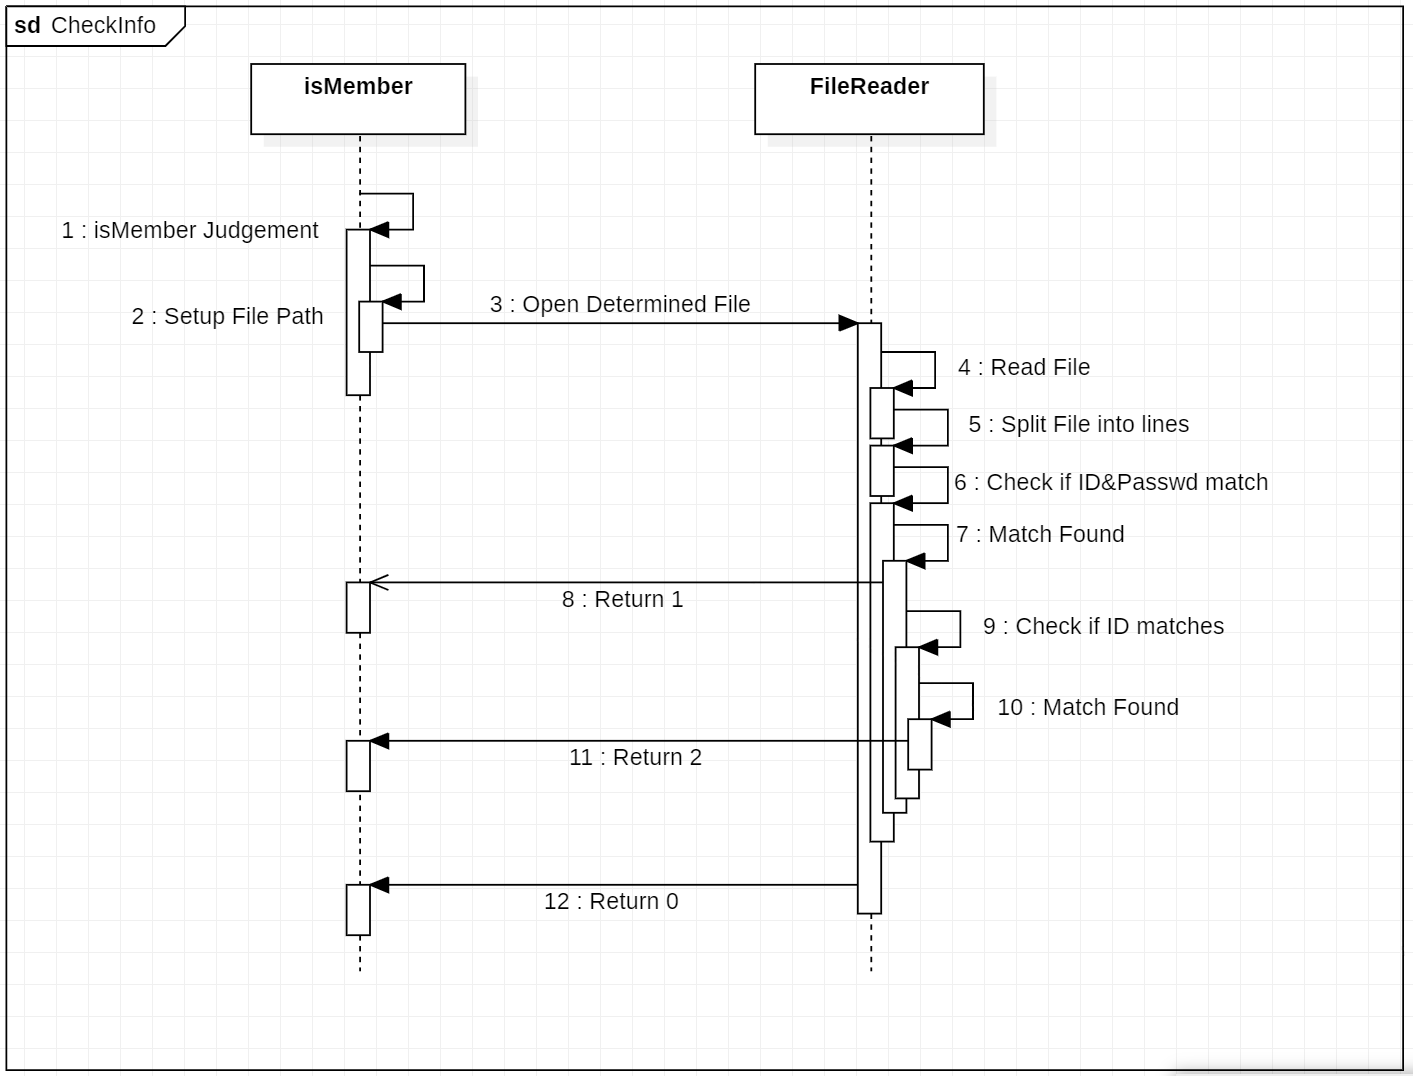 sd CheckInfo
isMember
FileReader
1 : isMember Judgement
2 : Setup File Path
3 : Open Determined File
4 : Read File
5 : Split File into lines
6 : Check if ID&Passwd match
7 : Match Found
8 : Return 1
9 : Check if ID matches
10 : Match Found
11 : Return 2
12 : Return 0